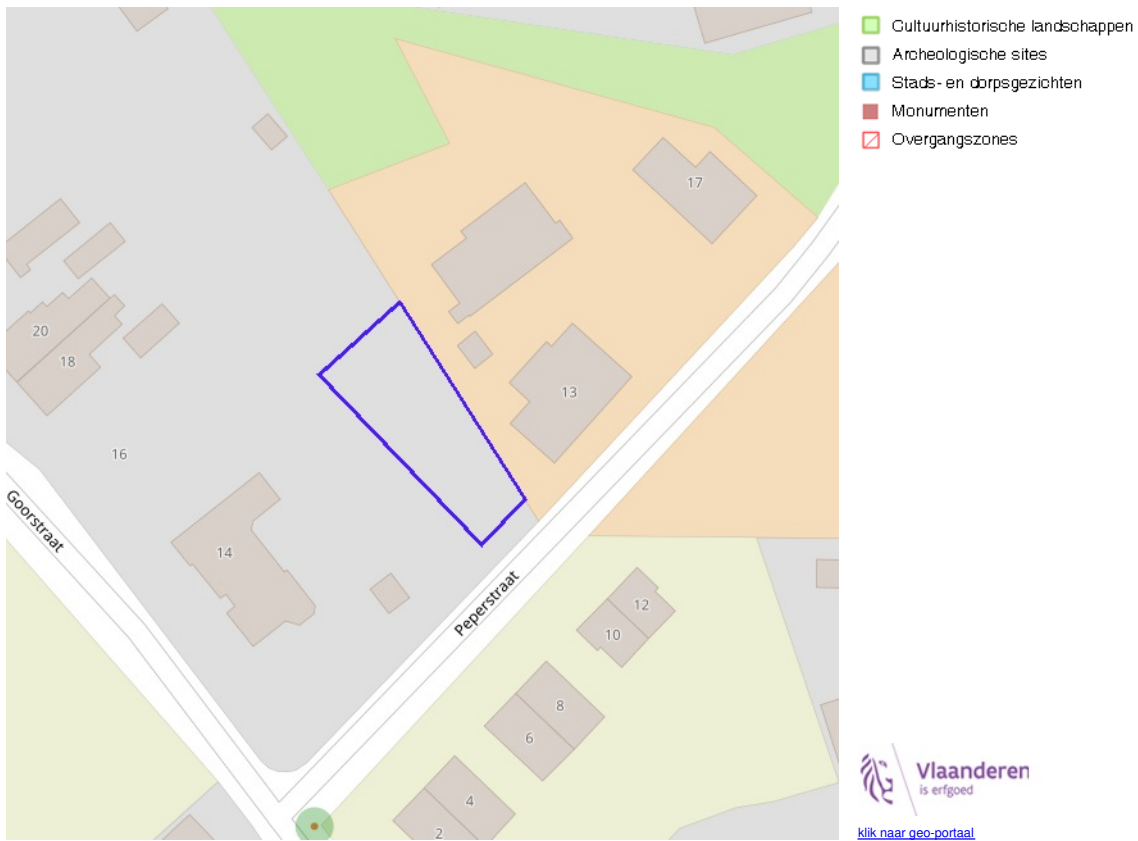 Cultuurhistorische landschappen
Archeologische sites
Stads- en dorpsgezichten
Monumenten
Overgangszones
17
20
18
13
16
Goorstraat
14
Peperstraat
12
10
8
6
4
2
Vlaanderen
is erfgoed
klik naar geo-portaal